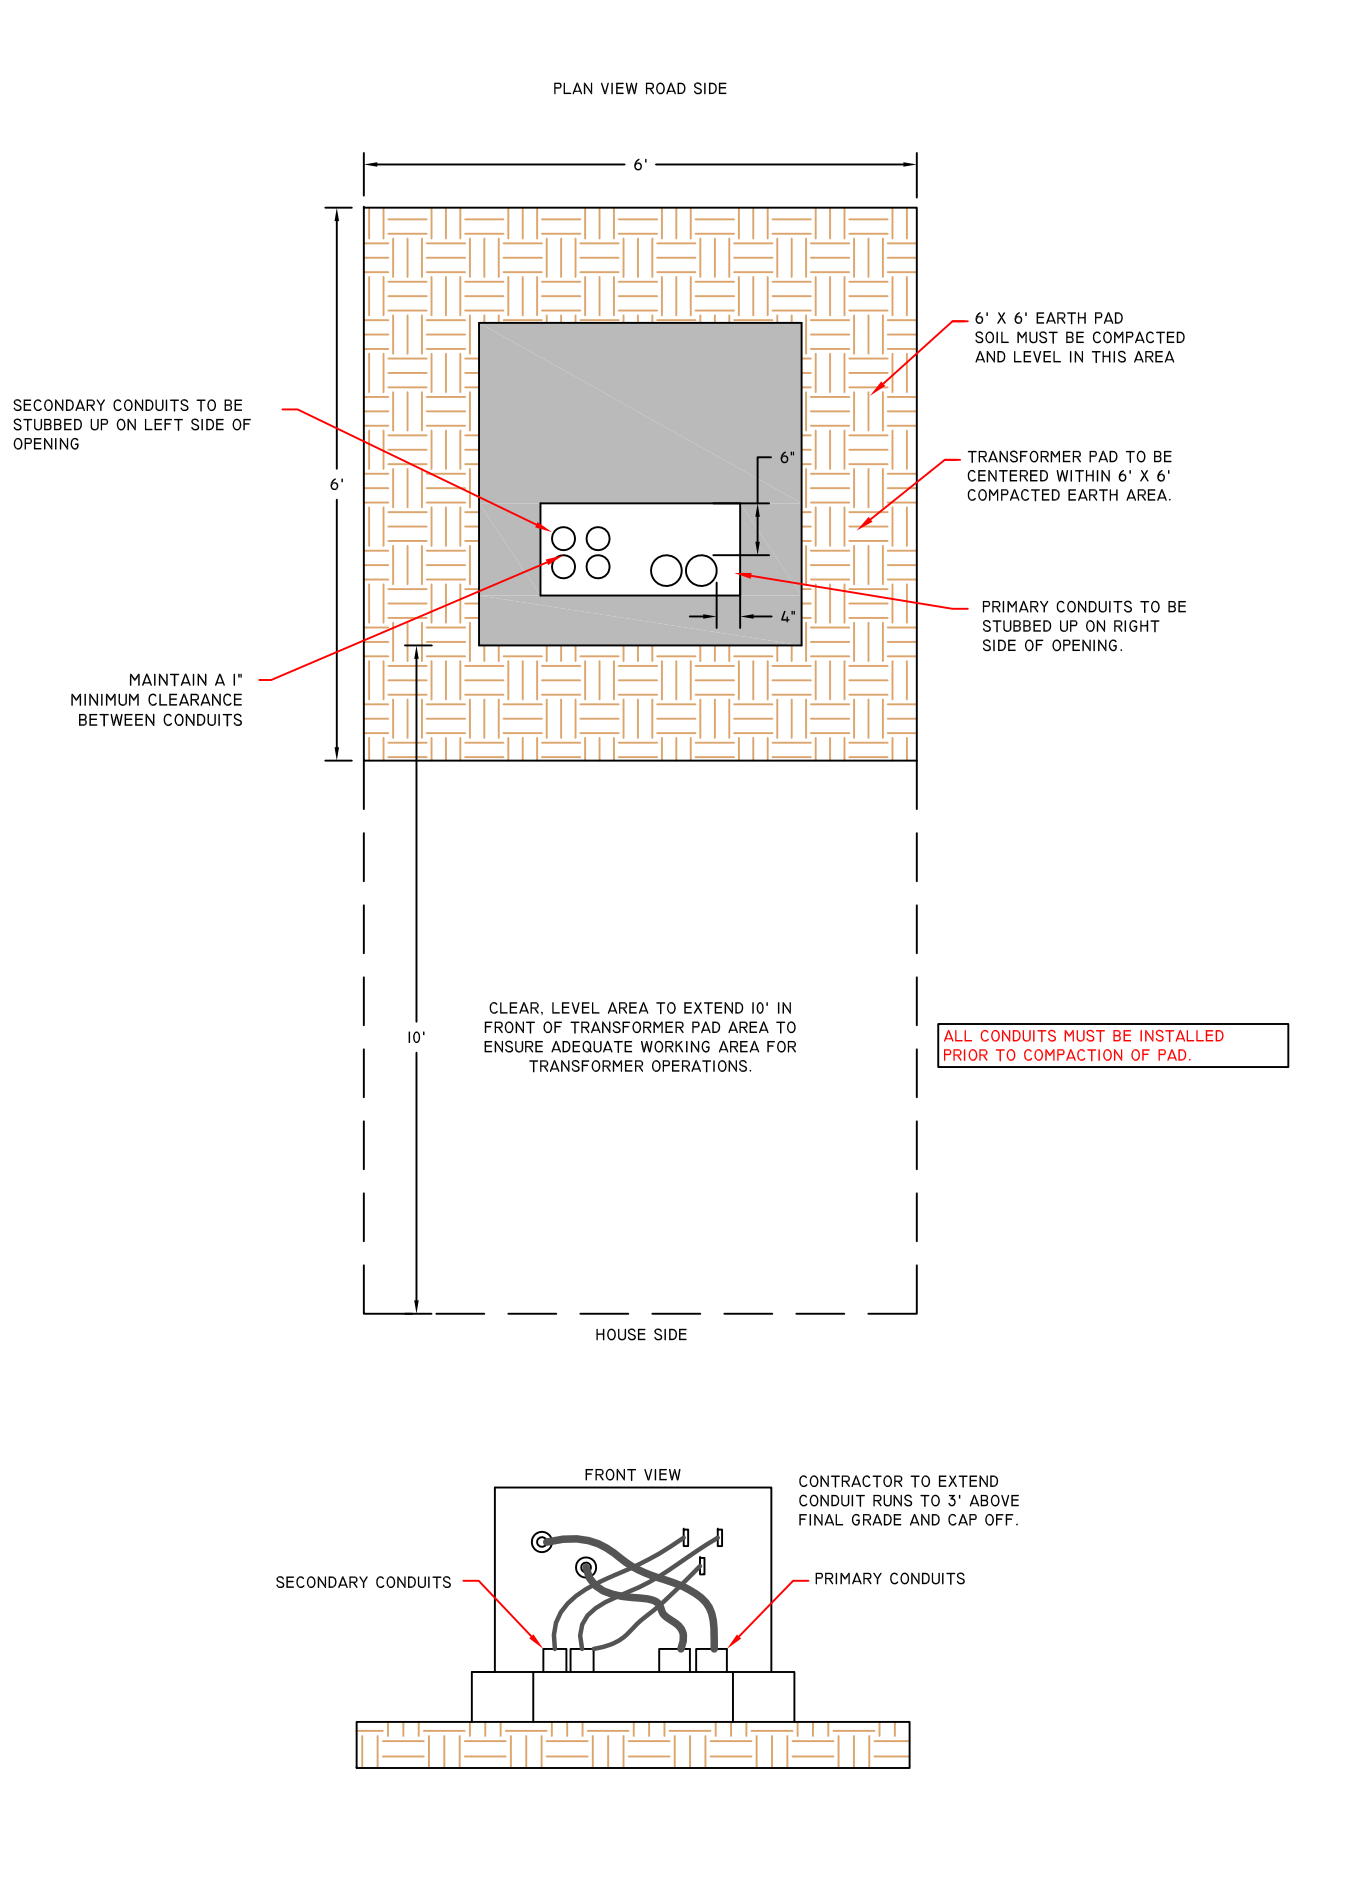 PLAN VIEW ROAD SIDE
6'
6' X 6' EARTH PAD
SOIL MUST BE COMPACTED
AND LEVEL IN THIS AREA
SECONDARY CONDUITS TO BE
STUBBED UP ON LEFT SIDE OF
OPENING
6"
TRANSFORMER PAD TO BE
CENTERED WITHIN 6' X 6'
COMPACTED EARTH AREA.
6'
PRIMARY CONDUITS TO BE
STUBBED UP ON RIGHT
SIDE OF OPENING.
4"
MAINTAIN A 1"
MINIMUM CLEARANCE
BETWEEN CONDUITS
CLEAR, LEVEL AREA TO EXTEND 10' IN
FRONT OF TRANSFORMER PAD AREA TO
ENSURE ADEQUATE WORKING AREA FOR
TRANSFORMER OPERATIONS.
10'
ALL CONDUITS MUST BE INSTALLED
PRIOR TO COMPACTION OF PAD.
HOUSE SIDE
FRONT VIEW
CONTRACTOR TO EXTEND
CONDUIT RUNS TO 3' ABOVE
FINAL GRADE AND CAP OFF.
SECONDARY CONDUITS
PRIMARY CONDUITS